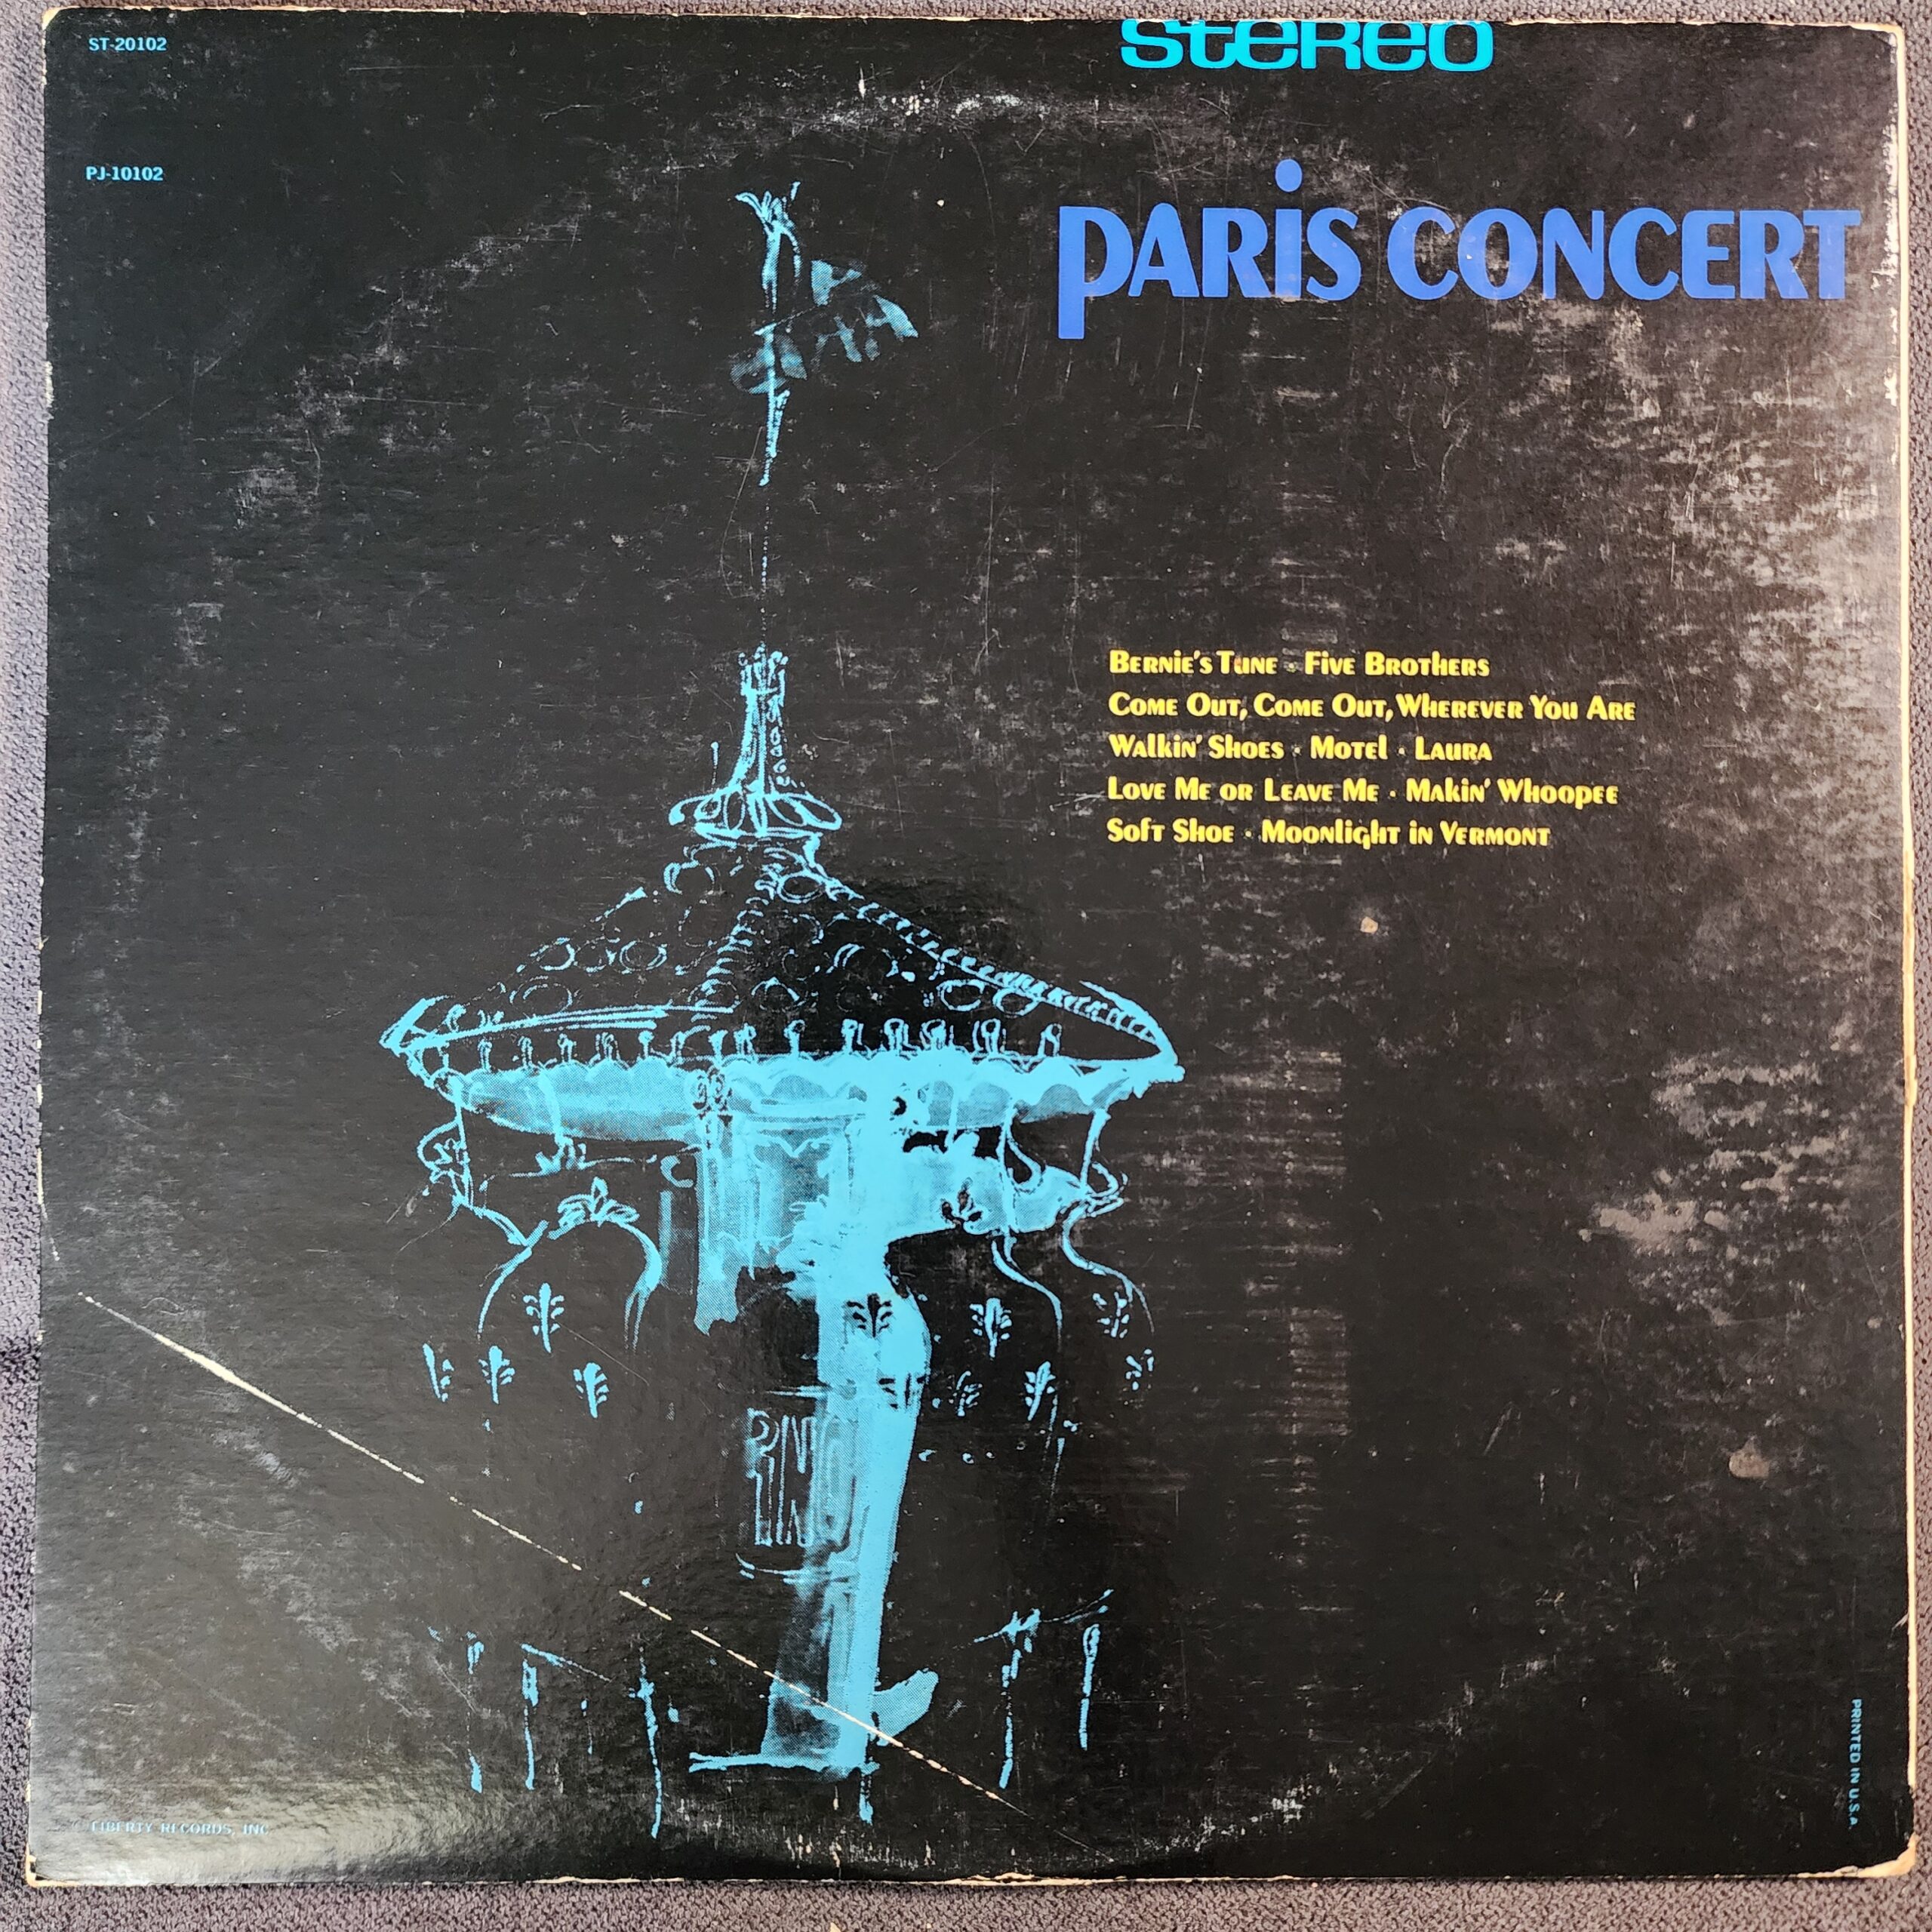 ST-20102
Stereo
PJ-10102
PARiS CONCERT
Bernie's Tune · Five Brothers
Come Out, Come Out, Wherever You Are
Walkin' Shoes · Motel · Laura
Love Me or Leave Me · Makin' Whoopee
Soft Shoe · Moonlight in Vermont
LIBERTY RECORDS, INC
PRINTED IN U.S.A.